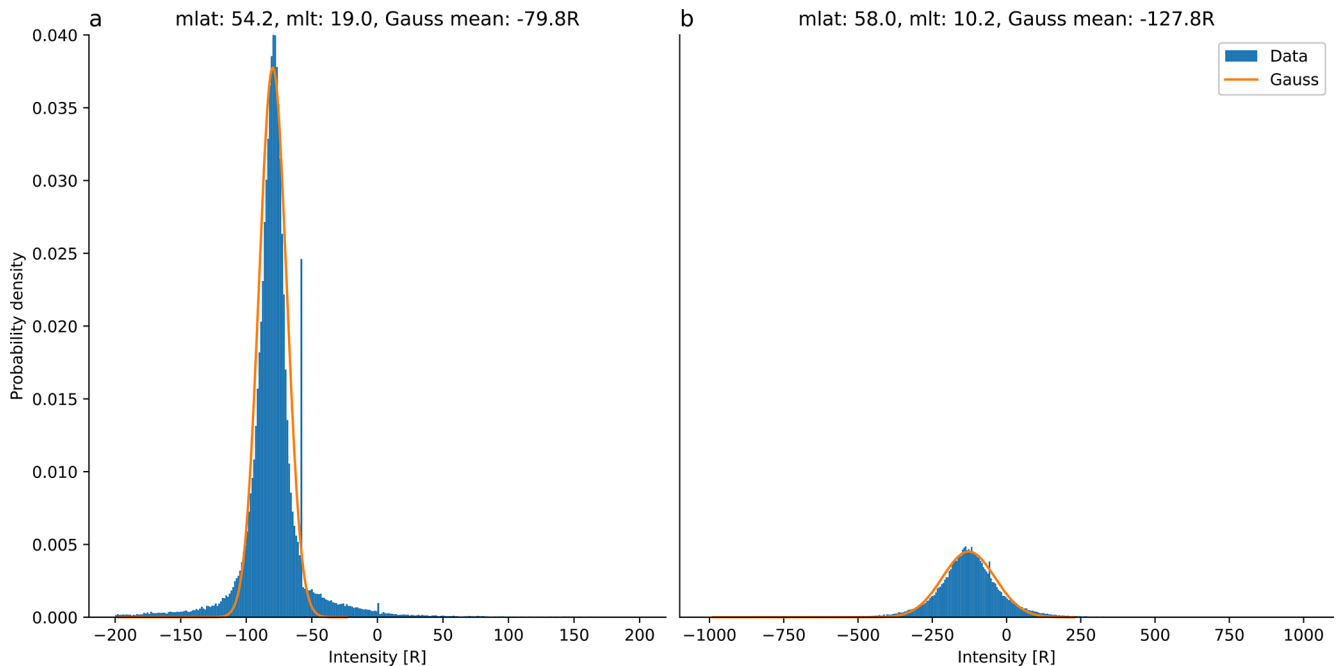 a
mlat: 54.2, mlt: 19.0, Gauss mean: -79.8R
0.040
0.035
0.030
0.025
0.020
0.015
0.010
0.005
0.000
Probability density
−200 −150 −100 −50 0 50 100 150 200
Intensity [R]
b
mlat: 58.0, mlt: 10.2, Gauss mean: -127.8R
Data
Gauss
−1000 −750 −500 −250 0 250 500 750 1000
Intensity [R]